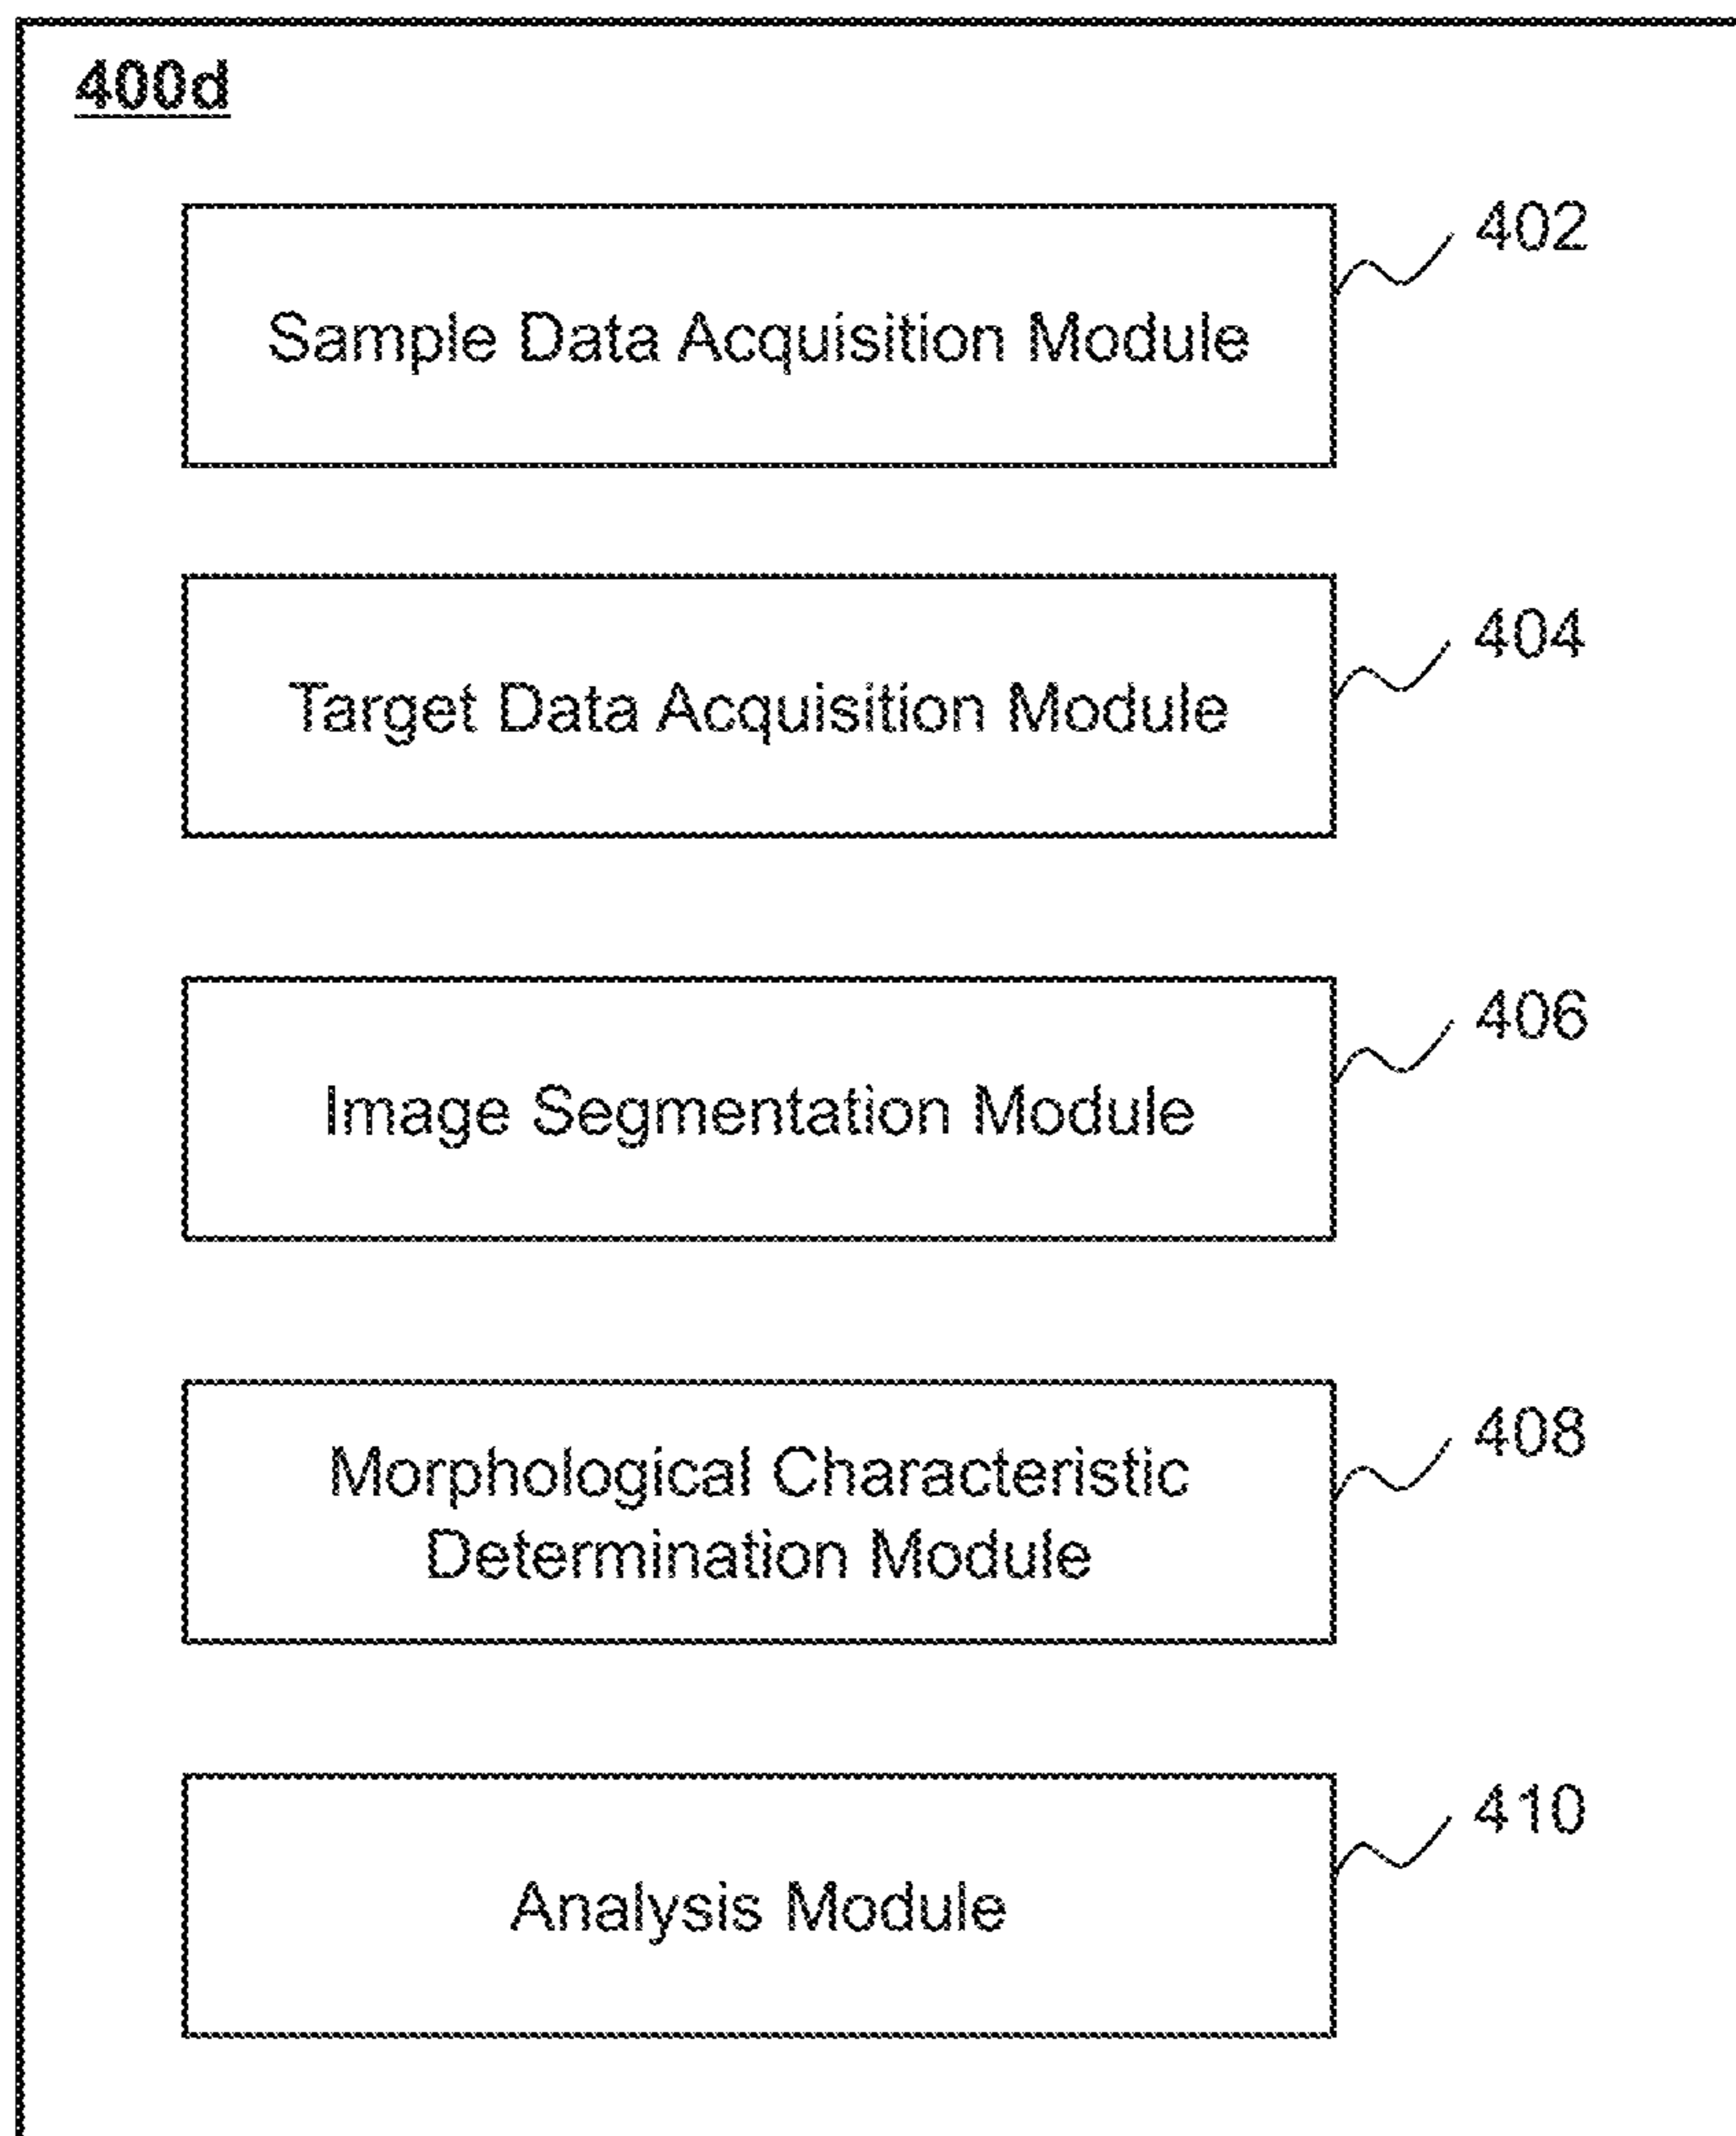 400d
402
Sample Data Acquisition Module
404
Target Data Acquisition Module
406
Image Segmentation Module
408
Morphological Characteristic
Determination Module
410
Analysis Module